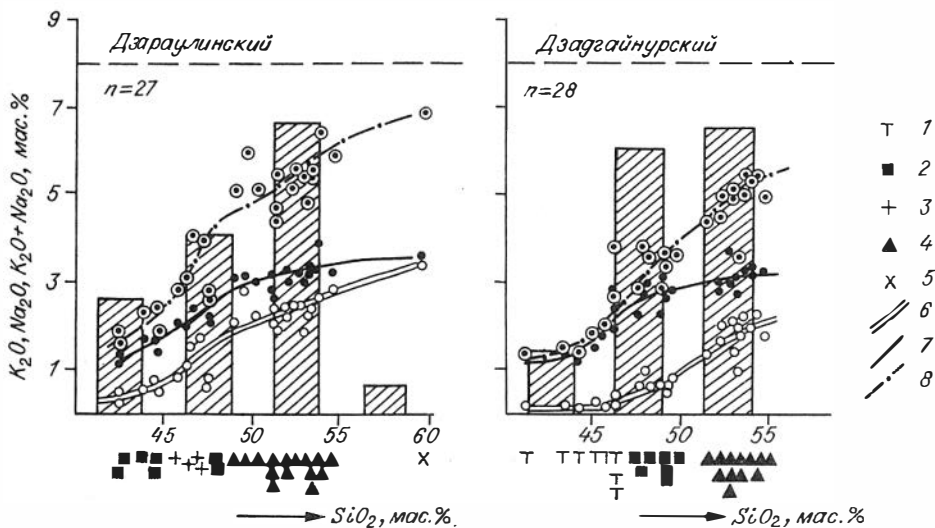 K₂O, Na₂O, K₂O+Na₂O, мас.%
9
7
5
3
1
Дзараулинский
n=27
45
50
55
60
SiO₂, мас.%.
Дзадгайнурский
n=28
45
50
55
SiO₂, мас.%
1
2
3
4
5
6
7
8